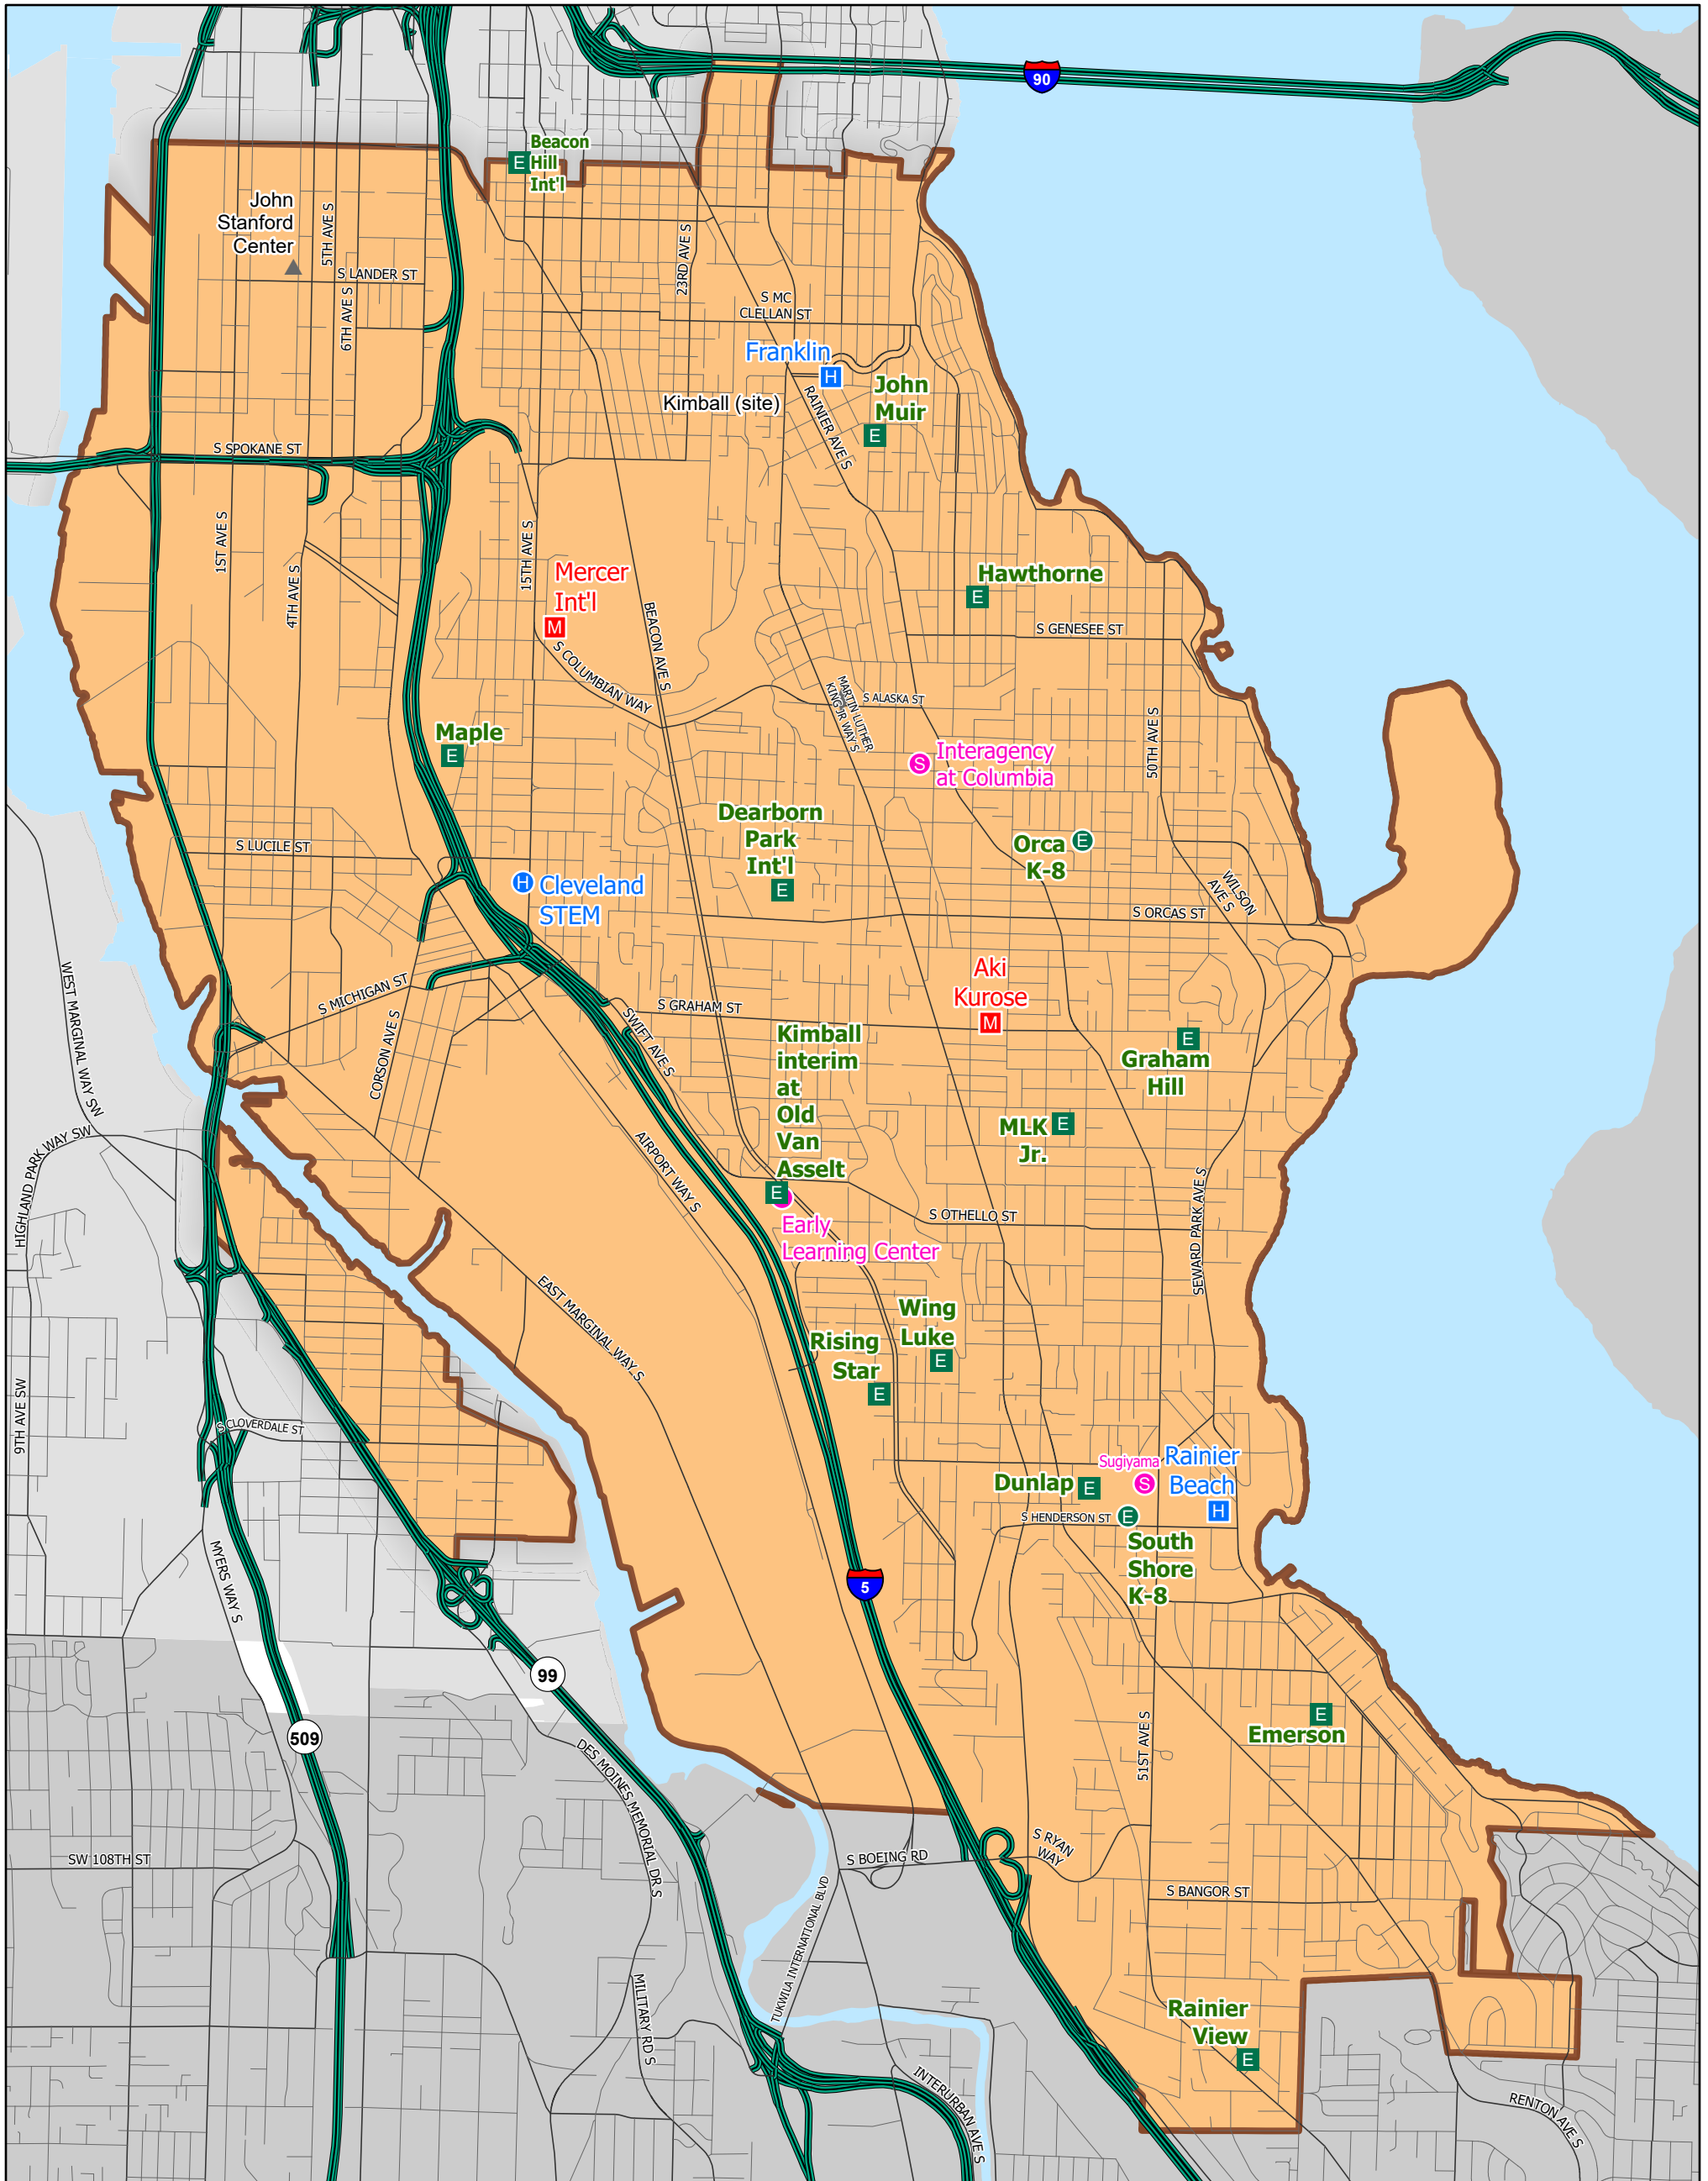 90
Beacon
E Hill
Int'l
John
Stanford
Center
5TH AVE S
S LANDER ST
6TH AVE S
23RD AVE S
S MC
CLELLAN ST
Franklin
H
John
Muir
E
Kimball (site)
RAINIER AVE S
S SPOKANE ST
1ST AVE S
4TH AVE S
15TH AVE S
Mercer
Int'l
M
S COLUMBIAN WAY
BEACON AVE S
Hawthorne
E
S GENESEE ST
MARTIN LUTHER
KING JR WAY S
S ALASKA ST
50TH AVE S
Maple
E
S Interagency
at Columbia
Dearborn
Park
Int'l
E
Orca E
K-8
S LUCILE ST
H Cleveland
STEM
WILSON
AVE S
S ORCAS ST
WEST MARGINAL WAY SW
S MICHIGAN ST
CORSON AVE S
SWIFT AVE S
S GRAHAM ST
Aki
Kurose
M
E
Graham
Hill
Kimball
interim
at
Old
Van
Asselt
E
Early
Learning Center
MLK E
Jr.
HIGHLAND PARK WAY SW
AIRPORT WAY S
S OTHELLO ST
SEWARD PARK AVE S
EAST MARGINAL WAY S
Wing
Luke
E
Rising
Star
E
9TH AVE SW
S CLOVERDALE ST
Sugiyama
S
Rainier
Beach
H
Dunlap E
S HENDERSON ST
E
South
Shore
K-8
MYERS WAY S
5
99
509
E
Emerson
51ST AVE S
DES MOINES MEMORIAL DR S
S RYAN
WAY
S BOEING RD
SW 108TH ST
S BANGOR ST
TUKWILA INTERNATIONAL BLVD
MILITARY RD S
Rainier
View
E
INTERURBAN AVE S
RENTON AVE S